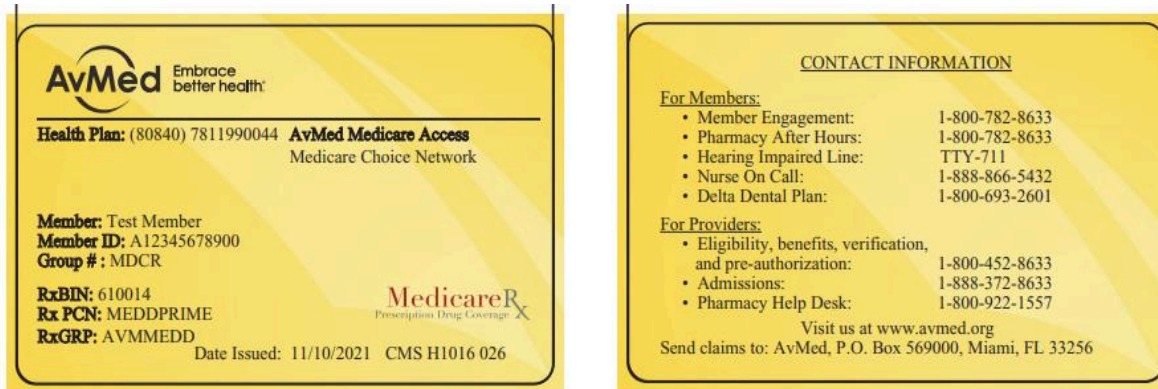 AvMed Embrace
better health®
Health Plan: (80840) 7811990044 AvMed Medicare Access
Medicare Choice Network
Member: Test Member
Member ID: A12345678900
Group # : MDCR
RxBIN: 610014
Rx PCN: MEDDPRIME
RxGRP: AVMMEDD
MedicareRx
Prescription Drug Coverage
Date Issued: 11/10/2021 CMS H1016 026
CONTACT INFORMATION
For Members:
• Member Engagement: 1-800-782-8633
• Pharmacy After Hours: 1-800-782-8633
• Hearing Impaired Line: TTY-711
• Nurse On Call: 1-888-866-5432
• Delta Dental Plan: 1-800-693-2601
For Providers:
• Eligibility, benefits, verification,
and pre-authorization: 1-800-452-8633
• Admissions: 1-888-372-8633
• Pharmacy Help Desk: 1-800-922-1557
Visit us at www.avmed.org
Send claims to: AvMed, P.O. Box 569000, Miami, FL 33256